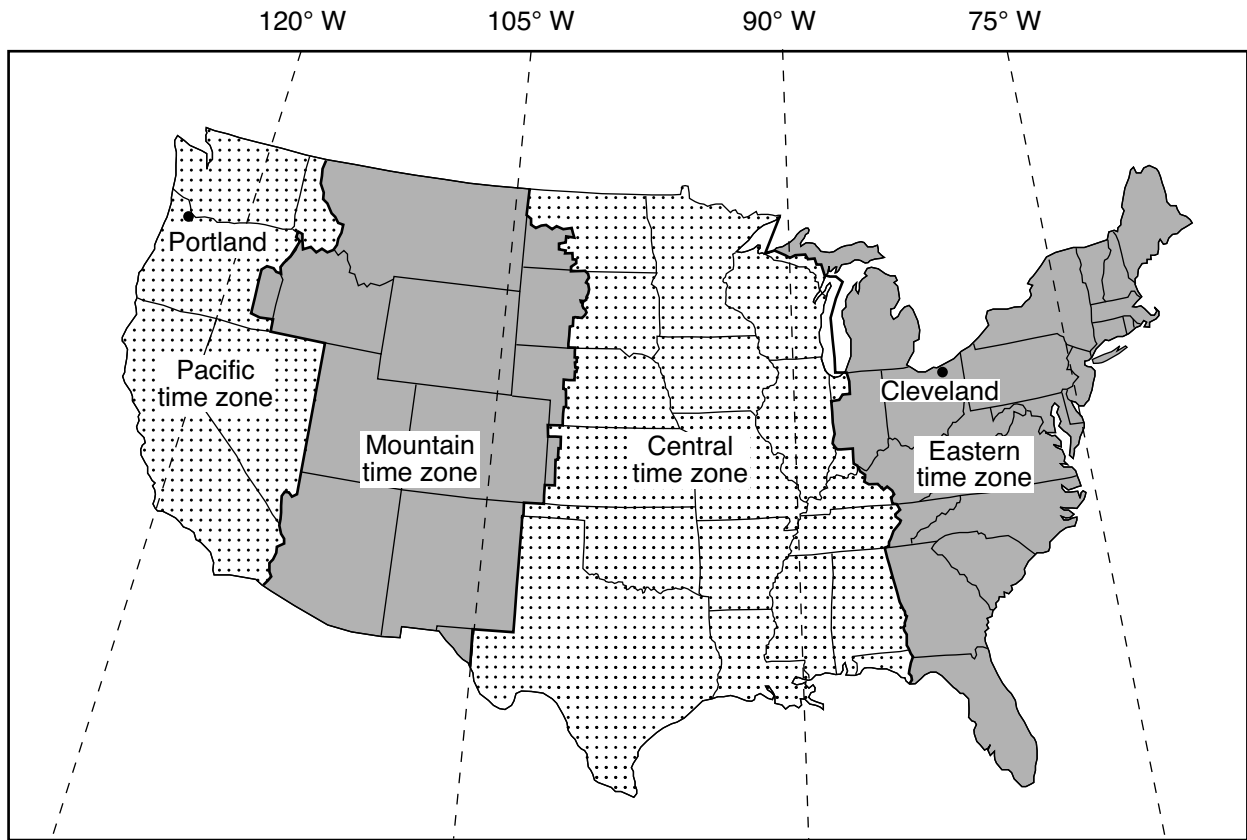 120° W 105° W 90° W 75° W
Portland
Pacific
time zone
Cleveland
Mountain
time zone
Central
time zone
Eastern
time zone